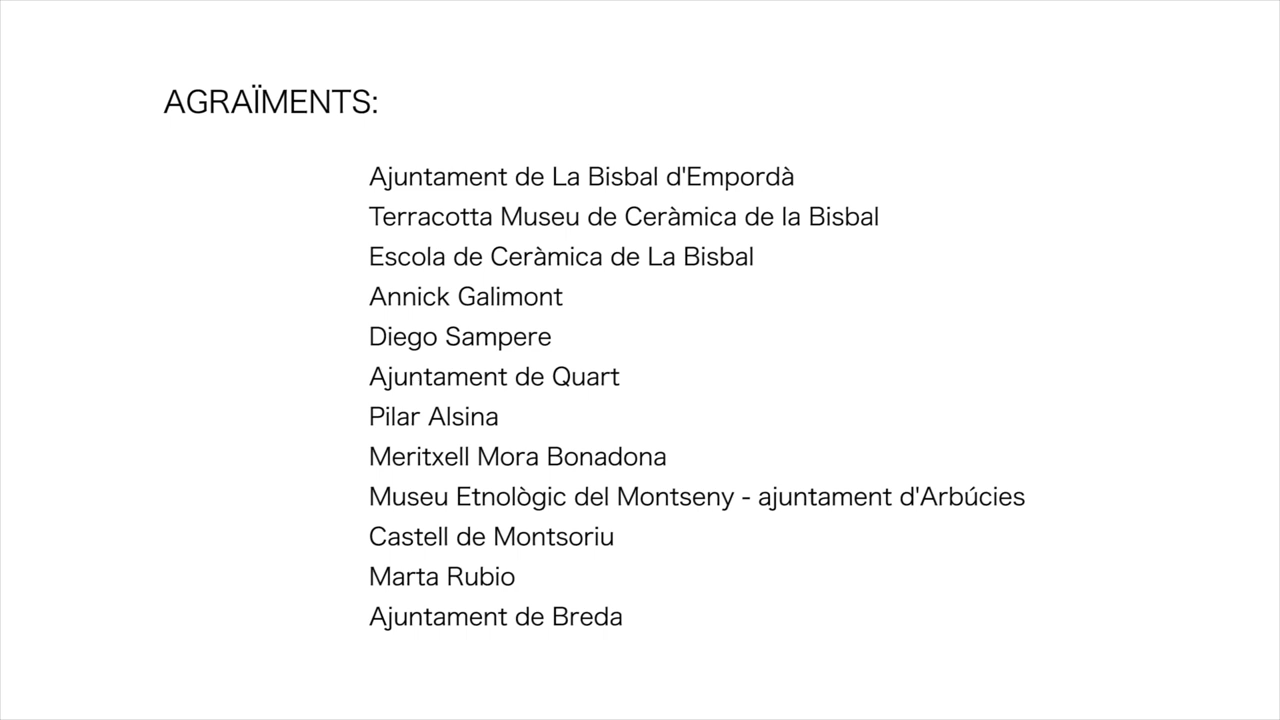 AGRAÏMENTS:
Ajuntament de La Bisbal d'Empordà
Terracotta Museu de Ceràmica de la Bisbal
Escola de Ceràmica de La Bisbal
Annick Galimont
Diego Sampere
Ajuntament de Quart
Pilar Alsina
Meritxell Mora Bonadona
Museu Etnològic del Montseny - ajuntament d'Arbúcies
Castell de Montsoriu
Marta Rubio
Ajuntament de Breda